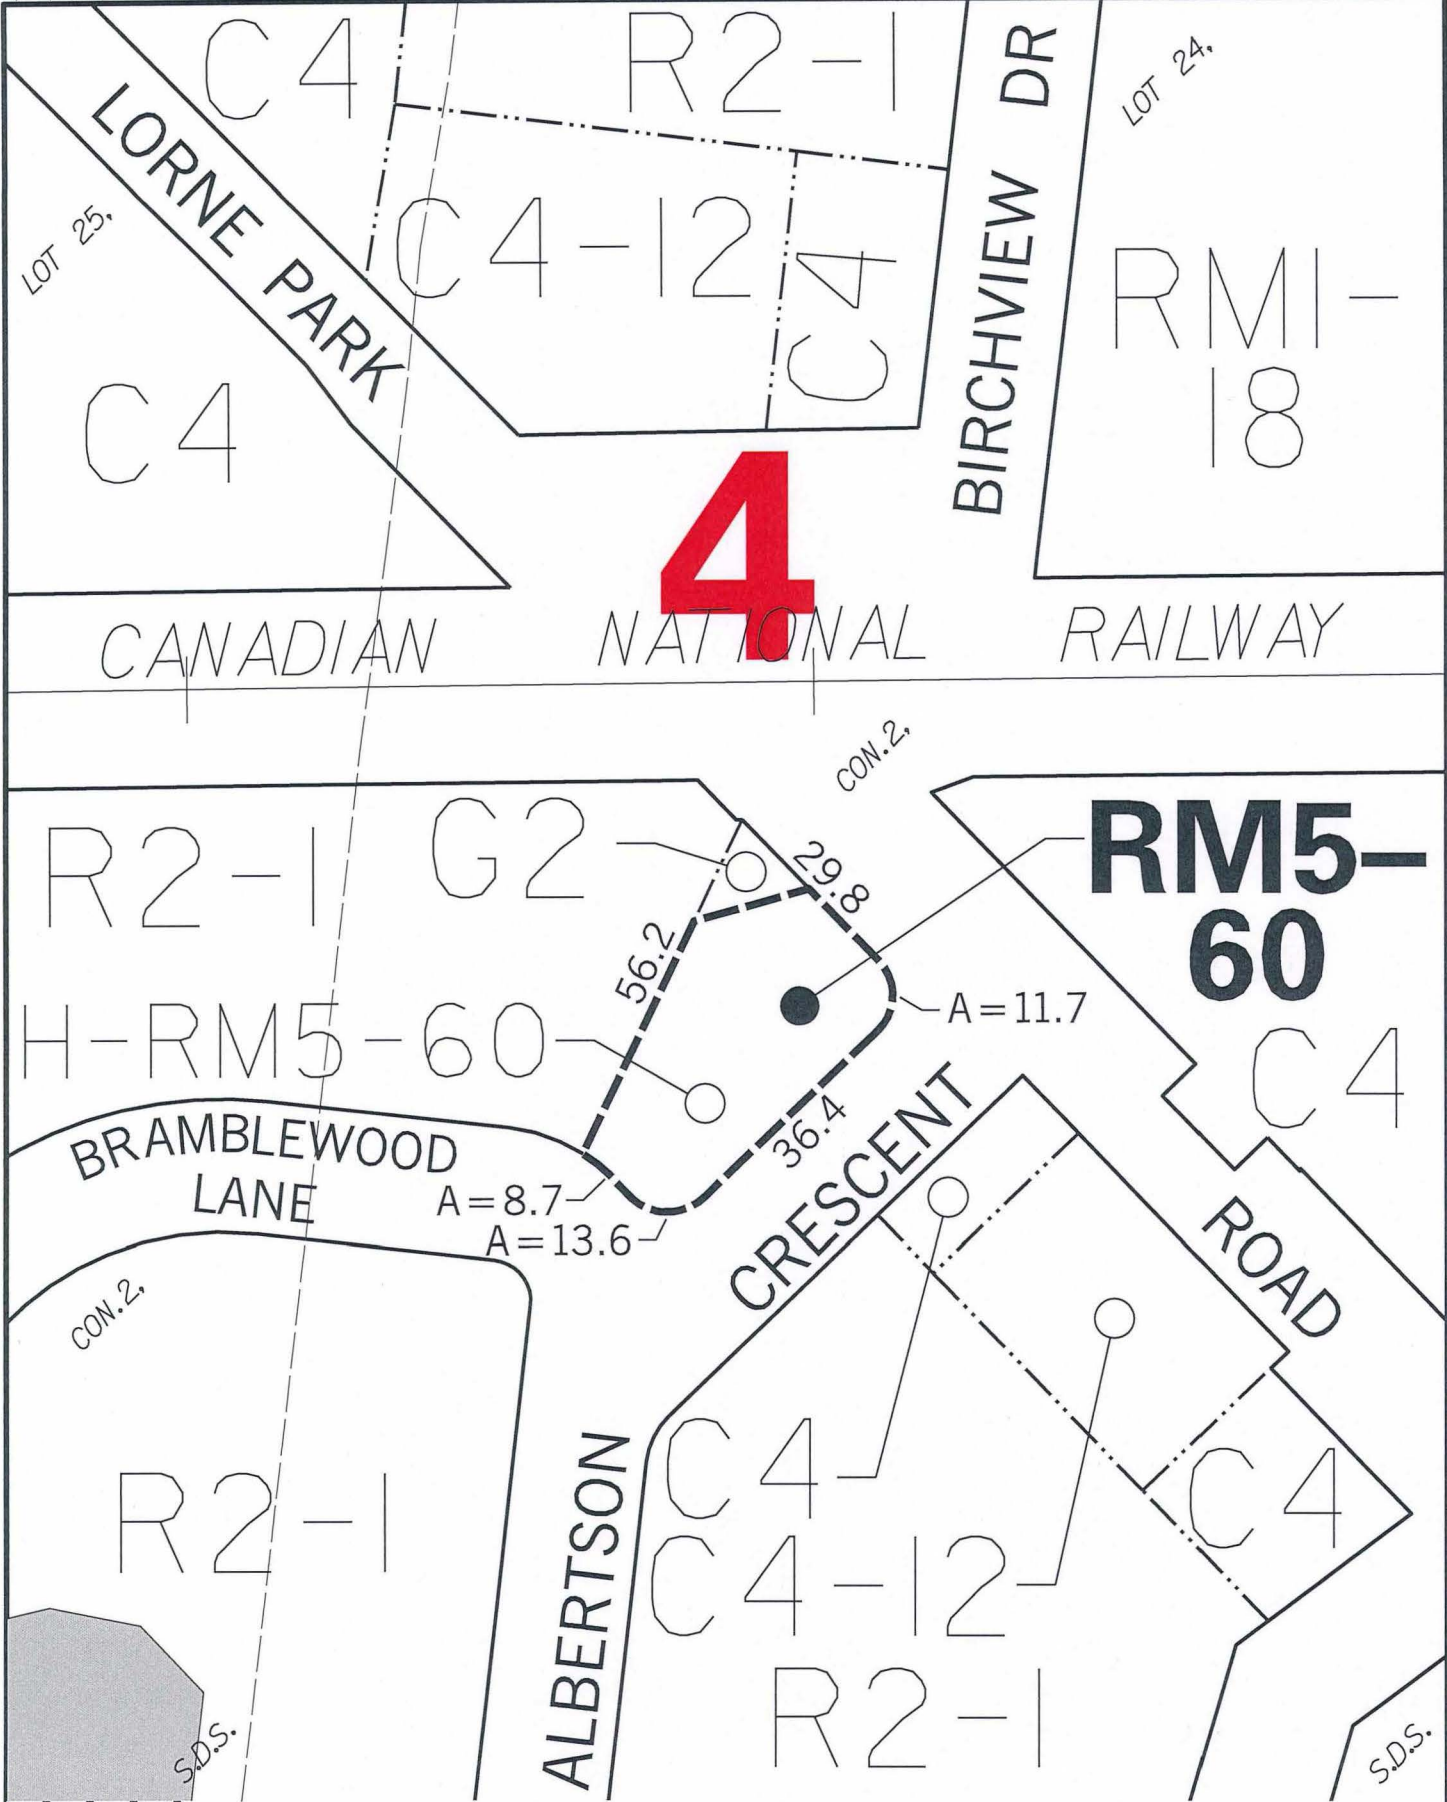 C4
R2-1
BIRCHVIEW DR
LOT 24,
LORNE PARK
LOT 25,
C4-12
C4
RM1-
18
C4
4
CANADIAN NATIONAL RAILWAY
CON.2,
R2-1
G2
29.8
RM5-
60
56.2
A=11.7
H-RM5-60
C4
BRAMBLEWOOD
LANE
A=8.7
A=13.6
36.4
CRESCENT
ROAD
CON.2,
C4
C4
R2-1
C4-12
ALBERTSON
R2-1
S.D.S.
S.D.S.